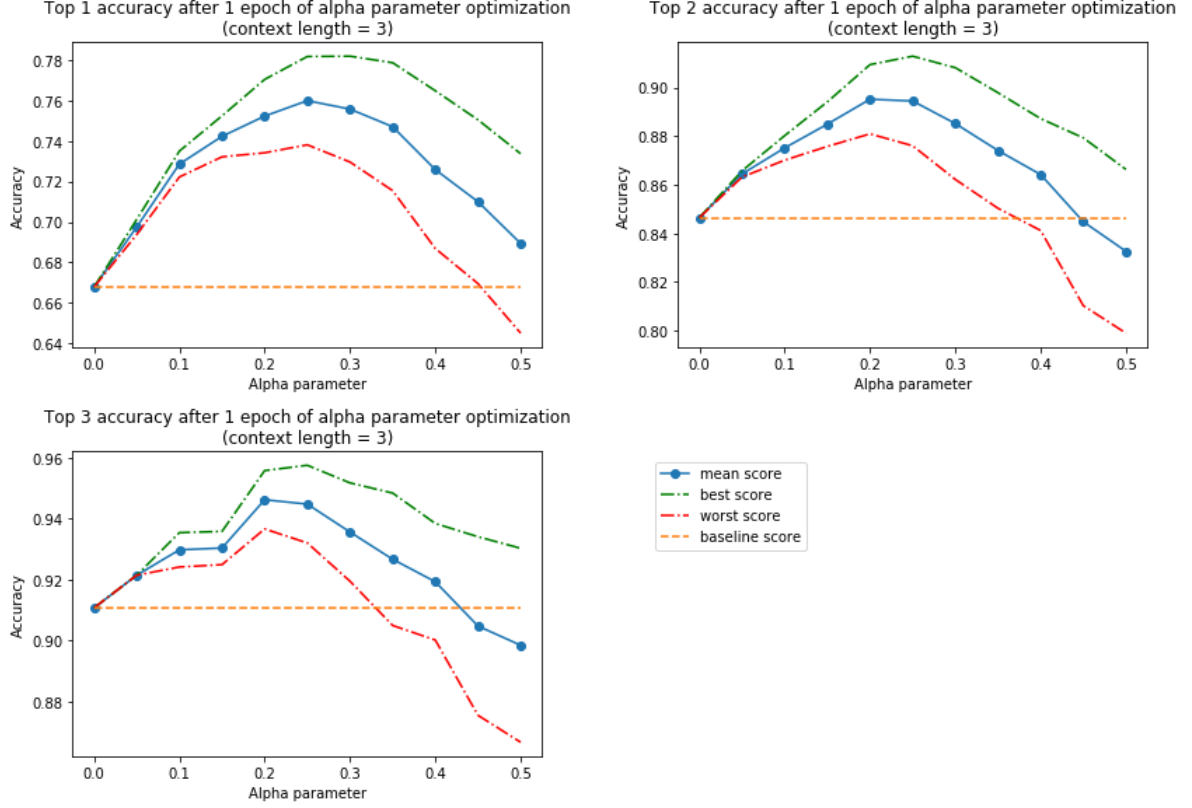 Top 1 accuracy after 1 epoch of alpha parameter optimization
(context length = 3)
Accuracy
0.78
0.76
0.74
0.72
0.70
0.68
0.66
0.64
0.0 0.1 0.2 0.3 0.4 0.5
Alpha parameter
Top 2 accuracy after 1 epoch of alpha parameter optimization
(context length = 3)
Accuracy
0.90
0.88
0.86
0.84
0.82
0.80
0.0 0.1 0.2 0.3 0.4 0.5
Alpha parameter
Top 3 accuracy after 1 epoch of alpha parameter optimization
(context length = 3)
Accuracy
0.96
0.94
0.92
0.90
0.88
0.0 0.1 0.2 0.3 0.4 0.5
Alpha parameter
mean score
best score
worst score
baseline score